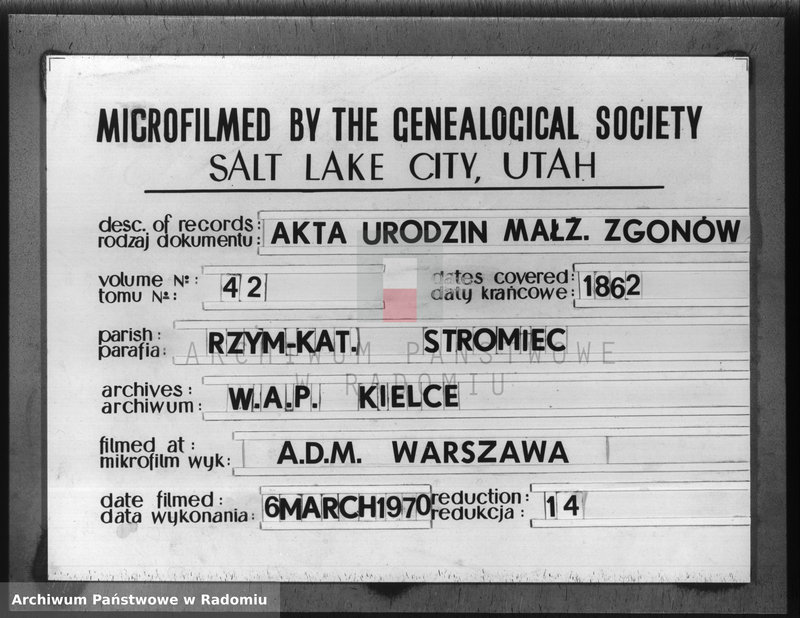 MICROFILMED BY THE GENEALOGICAL SOCIETY
SALT LAKE CITY, UTAH
desc. of records:
rodzaj dokumentu:
AKTA URODZIN MAŁŻ. ZGONÓW
volume №:
tomu №:
42
dates covered:
daty krańcowe:
1862
parish:
parafia:
RZYM-KAT. STROMIEC
ARCHIWUM PAŃSTWOWE
W RADOMIU
archives:
archiwum:
W.A.P. KIELCE
filmed at:
mikrofilm wyk:
A.D.M. WARSZAWA
date filmed:
data wykonania:
6MARCH1970
reduction:
redukcja:
14
Archiwum Państwowe w Radomiu